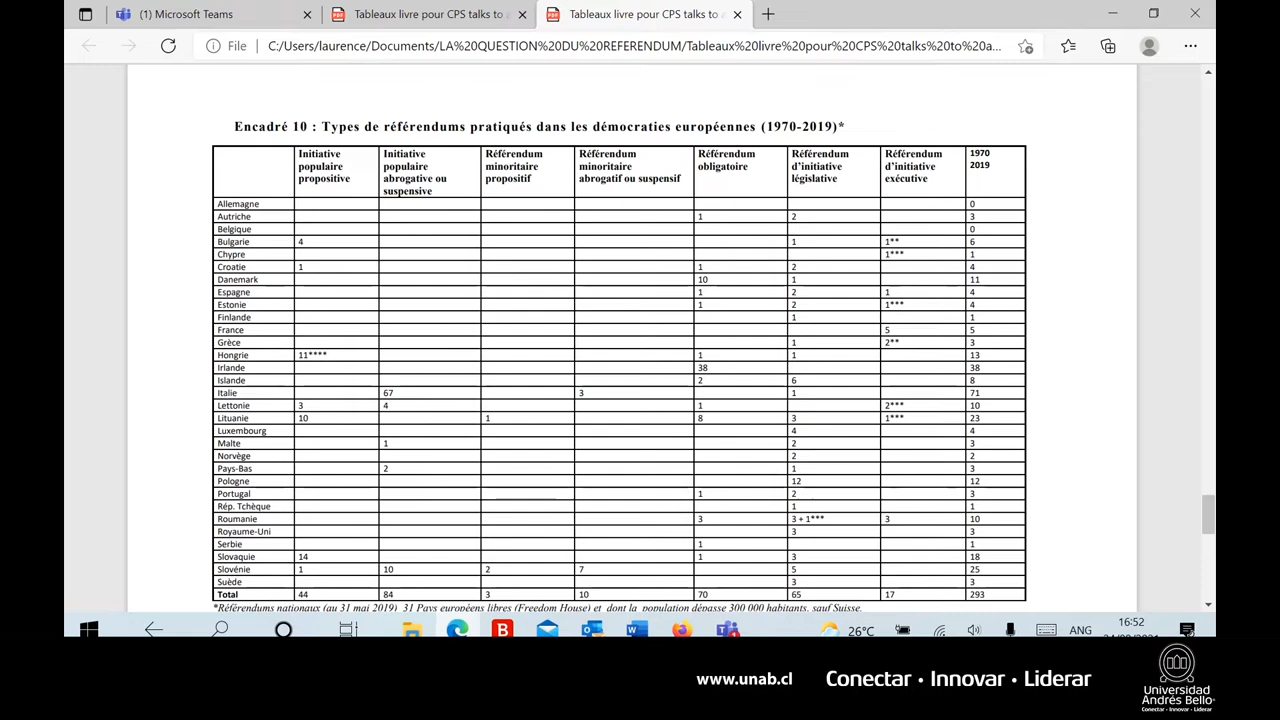 (1) Microsoft Teams
Tableaux livre pour CPS talks to a
Tableaux livre pour CPS talks to a
File
C:/Users/laurence/Documents/LA%20QUESTION%20DU%20REFERENDUM/Tableaux%20livre%20pour%20CPS%20talks%20to%20a...
Encadré 10 : Types de référendums pratiqués dans les démocraties européennes (1970-2019)*
Initiative populaire propositive Initiative populaire abrogative ou suspensive Référendum minoritaire propositif Référendum minoritaire abrogatif ou suspensif Référendum obligatoire Référendum d'initiative législative Référendum d'initiative exécutive 1970 2019
Allemagne 0
Autriche 1 2 3
Belgique 0
Bulgarie 4 1 1** 6
Chypre 1*** 1
Croatie 1 1 2 4
Danemark 10 1 11
Espagne 1 2 1 4
Estonie 1 2 1*** 4
Finlande 1 1
France 5 5
Grèce 1 2** 3
Hongrie 11**** 1 1 13
Irlande 38 38
Islande 2 6 8
Italie 67 3 1 71
Lettonie 3 4 1 2*** 10
Lituanie 10 1 8 3 1*** 23
Luxembourg 4 4
Malte 1 2 3
Norvège 2 2
Pays-Bas 2 1 3
Pologne 12 12
Portugal 1 2 3
Rép. Tchèque 1 1
Roumanie 3 3 + 1*** 3 10
Royaume-Uni 3 3
Serbie 1 1
Slovaquie 14 1 3 18
Slovénie 1 10 2 7 5 25
Suède 3 3
Total 44 84 3 10 70 65 17 293
*Référendums nationaux (au 31 mai 2019) 31 Pays européens libres (Freedom House) et dont la population dépasse 300 000 habitants, sauf Suisse.
26°C
ANG
16:52
www.unab.cl
Conectar · Innovar · Liderar
Universidad
Andrés Bello
Conectar · Innovar · Liderar